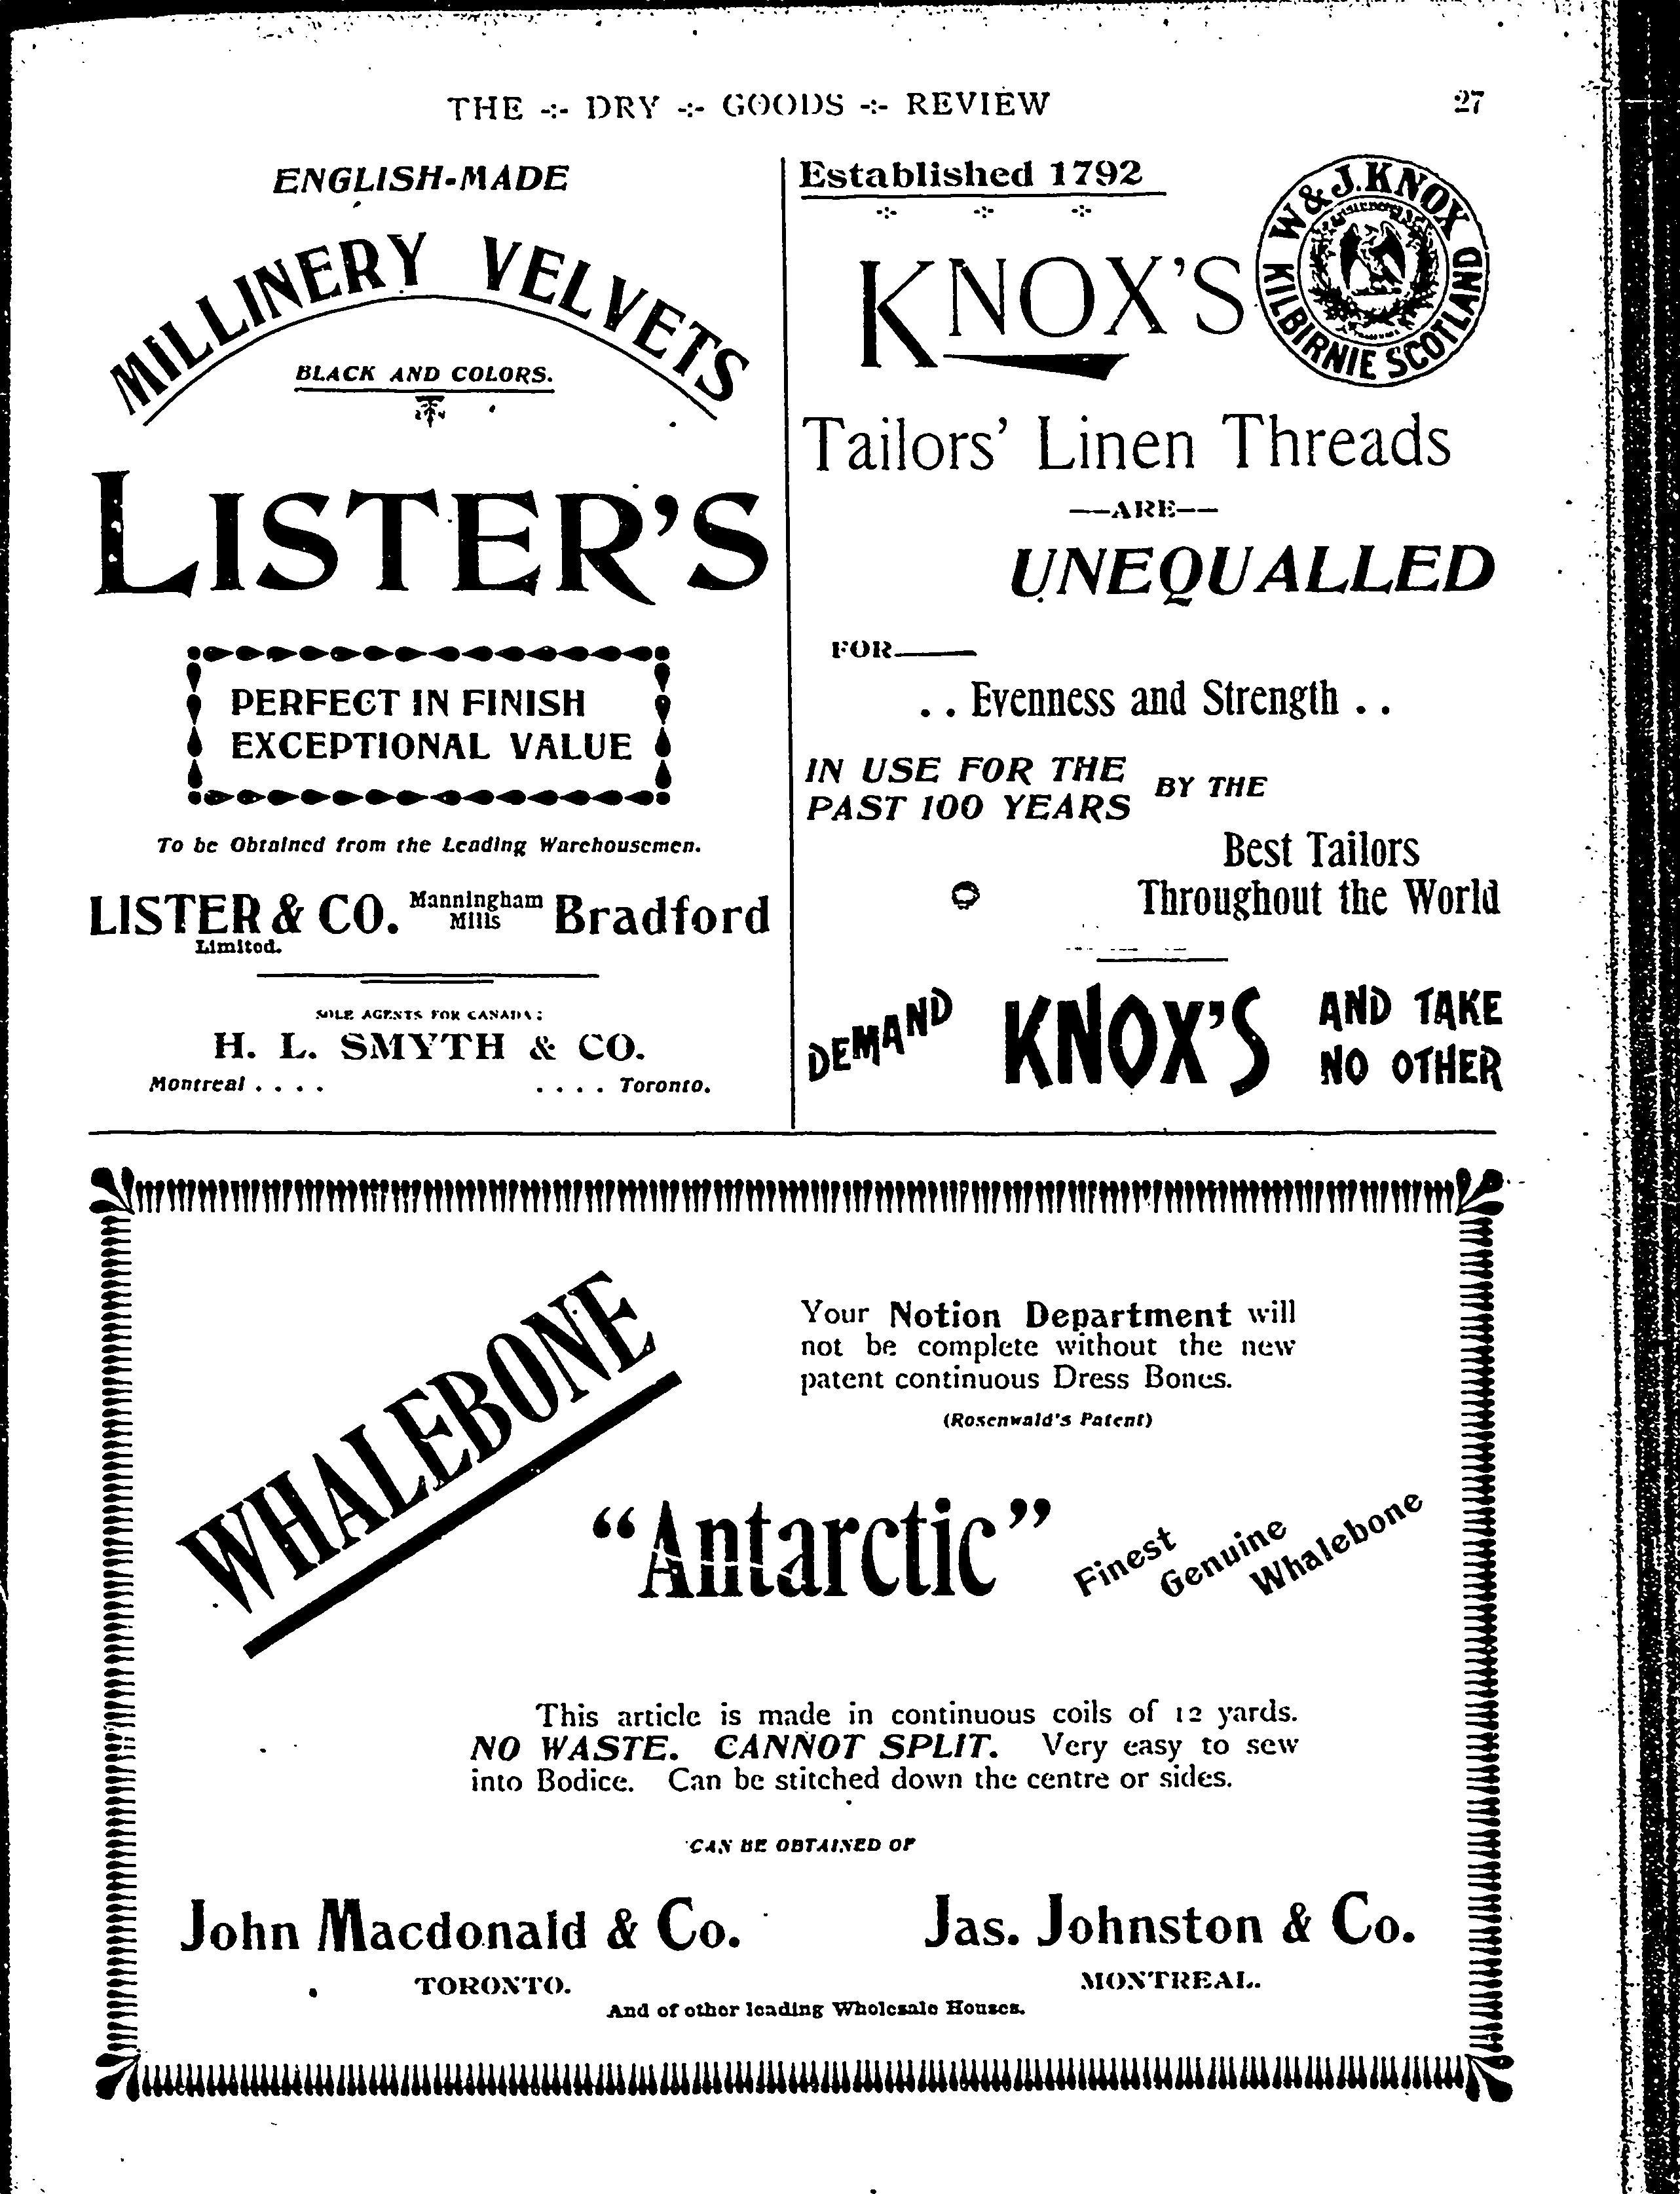 THE -:- DRY -:- GOODS -:- REVIEW 27
ENGLISH-MADE
MILLINERY VELVETS
BLACK AND COLORS.
LISTER'S
PERFECT IN FINISH
EXCEPTIONAL VALUE
To be Obtained from the Leading Warehousemen.
LISTER & CO. Manningham Mills Bradford
Limited.
SOLE AGENTS FOR CANADA:
H. L. SMYTH & CO.
Montreal . . . . . . . . Toronto.
Established 1792
W & J. KNOX
KILBIRNIE SCOTLAND
KNOX'S
Tailors' Linen Threads
—ARE—
UNEQUALLED
FOR—
. . Evenness and Strength . .
IN USE FOR THE
PAST 100 YEARS BY THE
Best Tailors
Throughout the World
DEMAND KNOX'S AND TAKE
NO OTHER
WHALEBONE
Your Notion Department will
not be complete without the new
patent continuous Dress Bones.
(Rosenwald's Patent)
"Antarctic" Finest
Genuine
Whalebone
This article is made in continuous coils of 12 yards.
NO WASTE. CANNOT SPLIT. Very easy to sew
into Bodice. Can be stitched down the centre or sides.
CAN BE OBTAINED OF
John Macdonald & Co. Jas. Johnston & Co.
TORONTO. MONTREAL.
And of other leading Wholesale Houses.